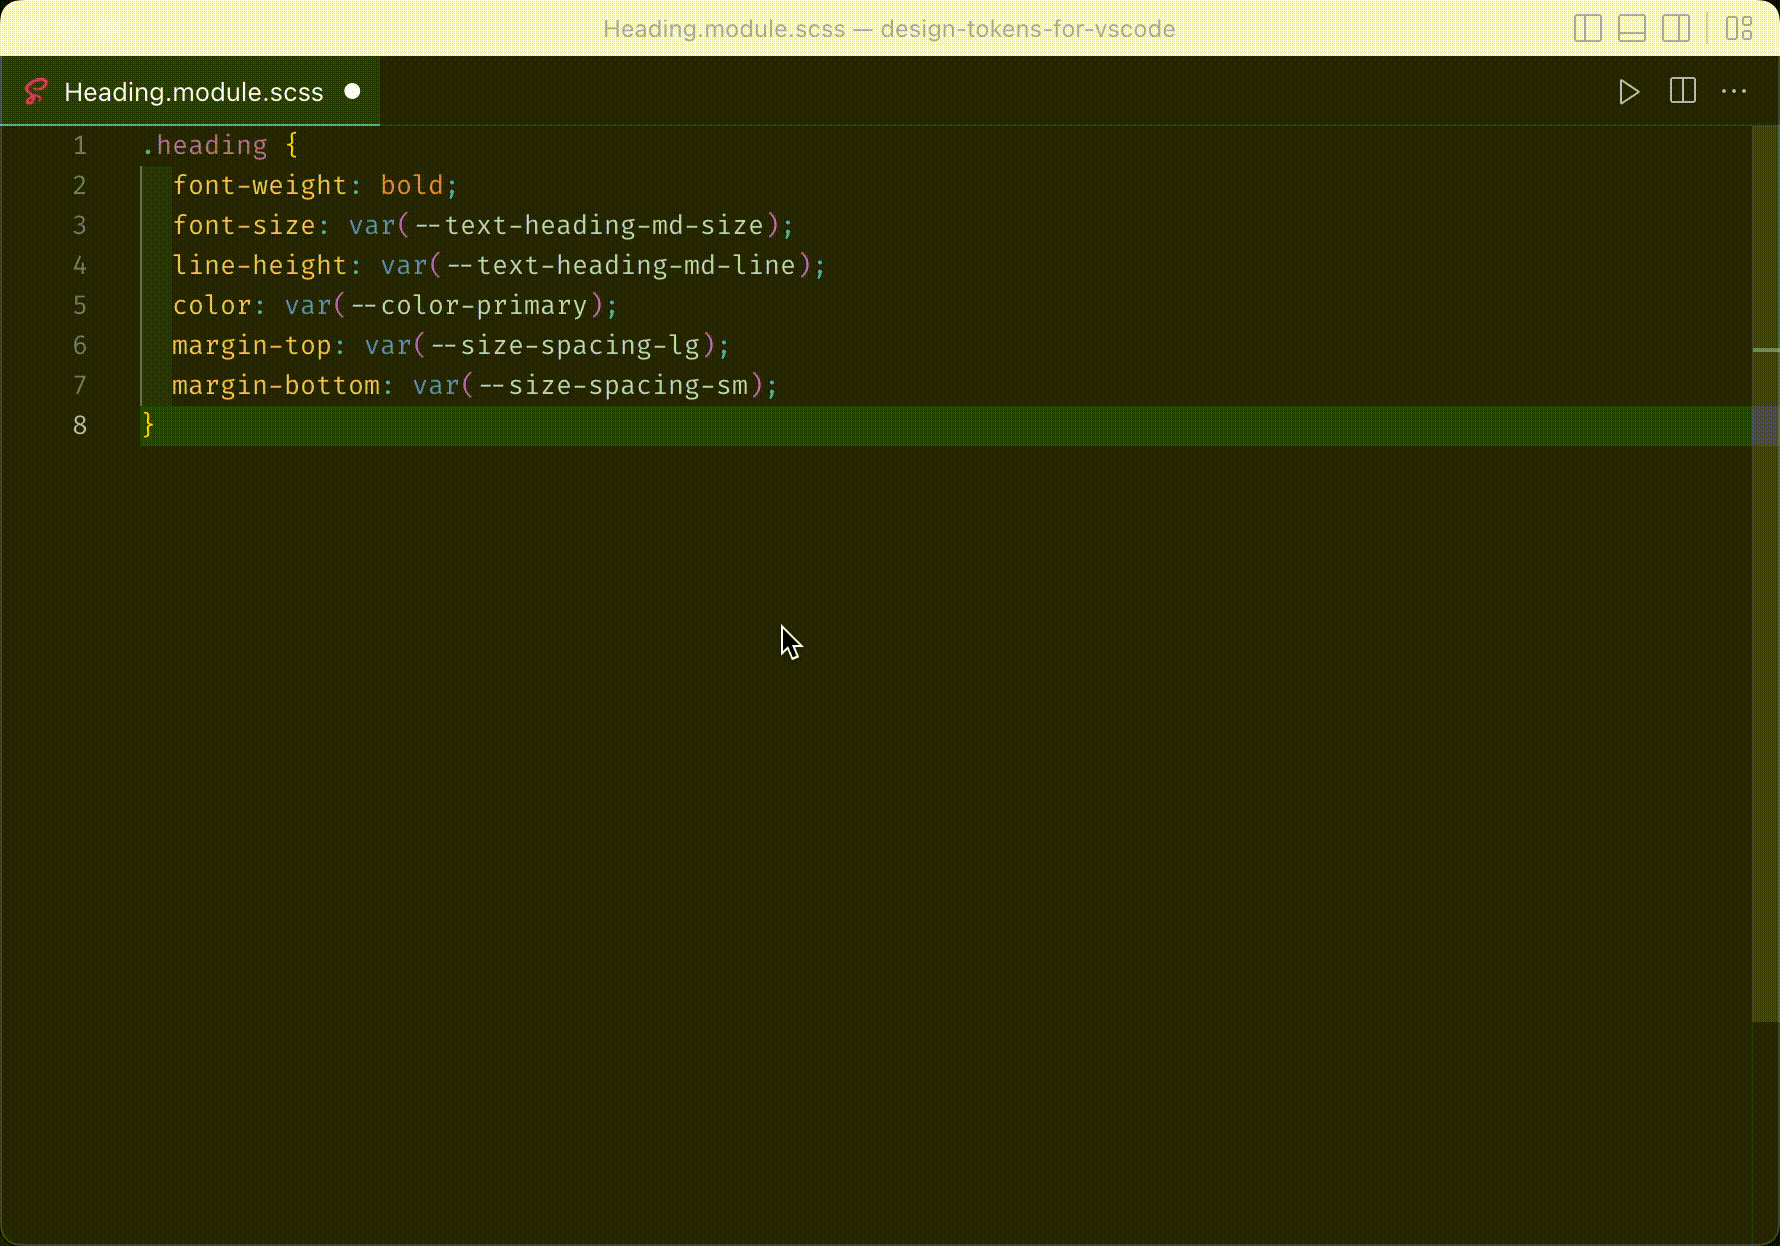 Heading.module.scss — design-tokens-for-vscode
Heading.module.scss
1 .heading {
2 font-weight: bold;
3 font-size: var(--text-heading-md-size);
4 line-height: var(--text-heading-md-line);
5 color: var(--color-primary);
6 margin-top: var(--size-spacing-lg);
7 margin-bottom: var(--size-spacing-sm);
8 }